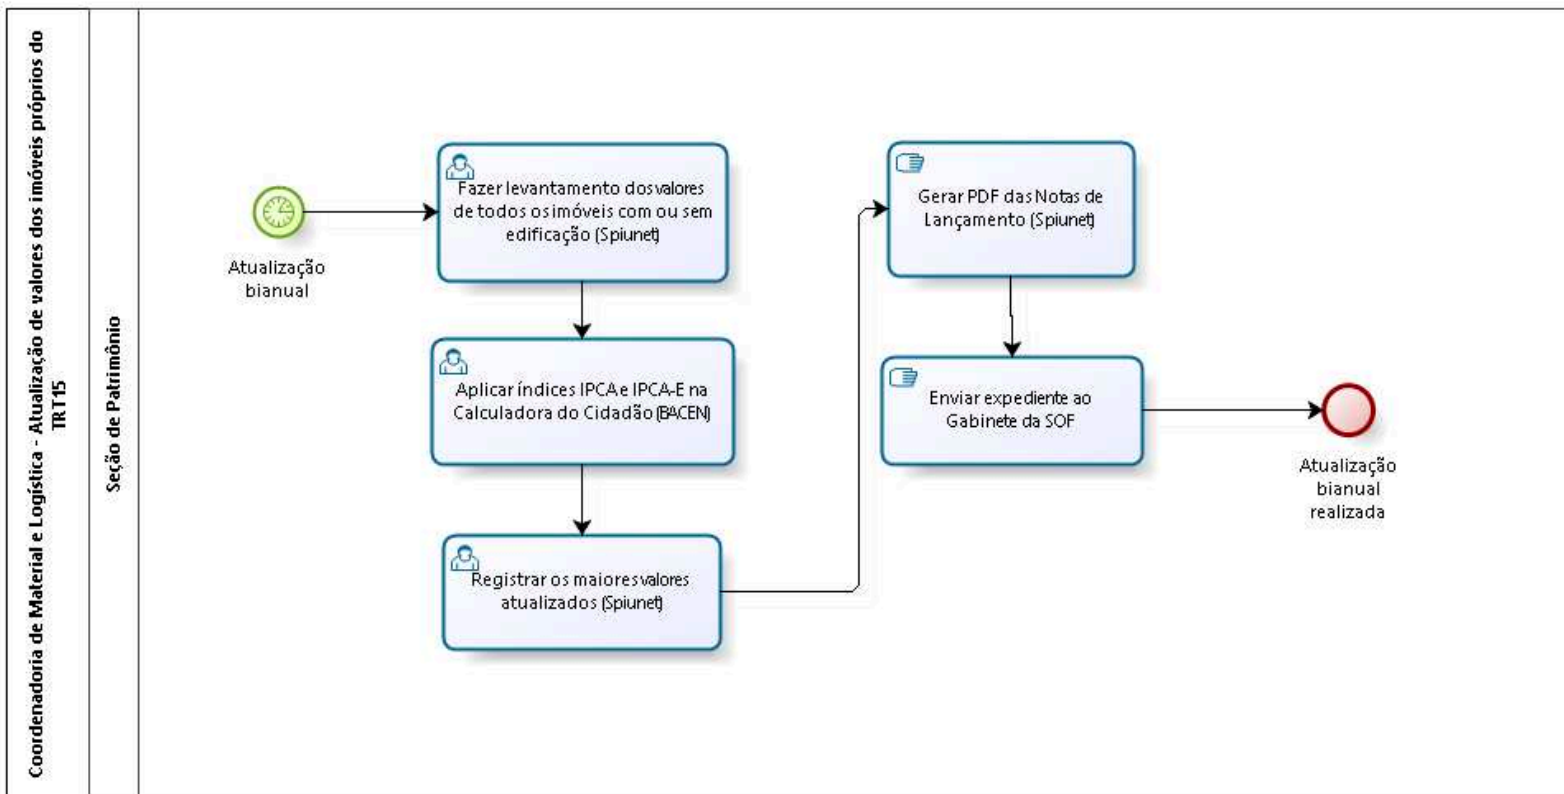 Coordenadoria de Material e Logística - Atualização de valores dos imóveis próprios do
TRT15
Seção de Patrimônio
Atualização
bianual
Fazer levantamento dos valores
de todos os imóveis com ou sem
edificação (Spiunet)
Aplicar índices IPCA e IPCA-E na
Calculadora do Cidadão (BACEN)
Registrar os maiores valores
atualizados (Spiunet)
Gerar PDF das Notas de
Lançamento (Spiunet)
Enviar expediente ao
Gabinete da SOF
Atualização
bianual
realizada